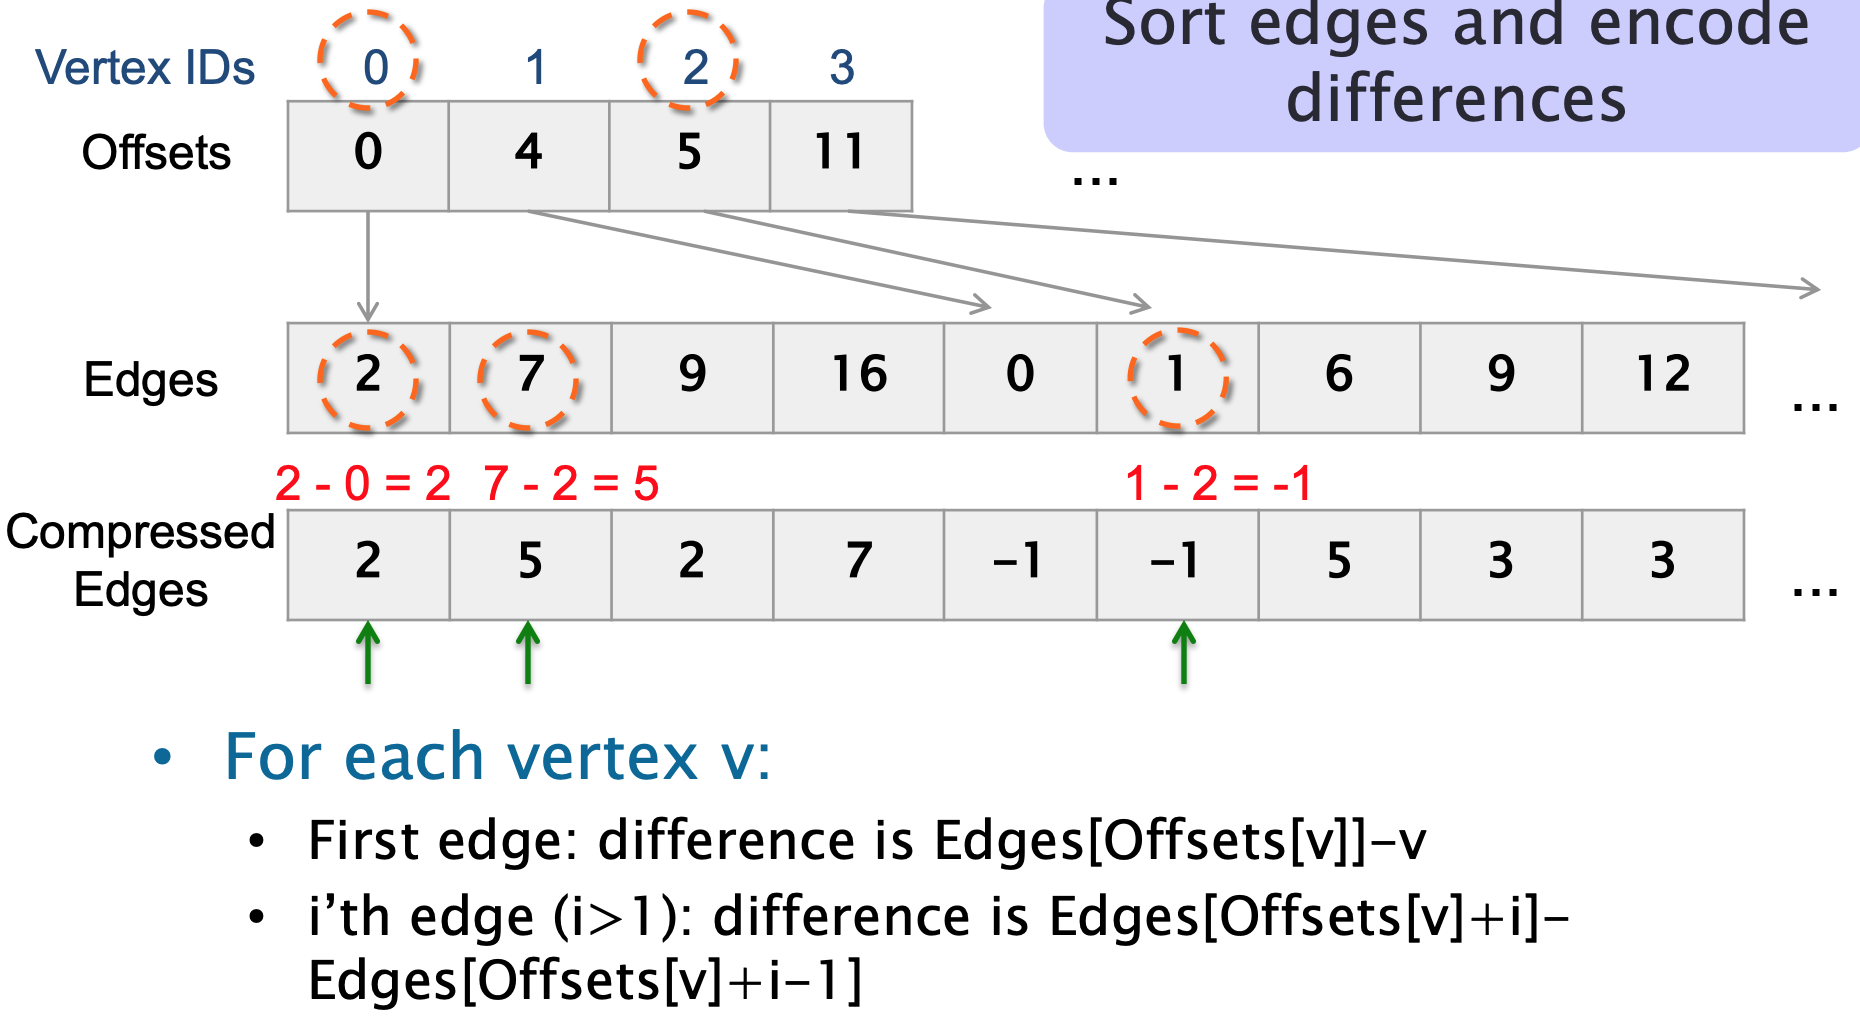 Sort edges and encode
differences
Vertex IDs 0 1 2 3
Offsets 0 4 5 11
...
Edges 2 7 9 16 0 1 6 9 12 ...
2 - 0 = 2 7 - 2 = 5 1 - 2 = -1
Compressed
Edges 2 5 2 7 -1 -1 5 3 3 ...
• For each vertex v:
• First edge: difference is Edges[Offsets[v]]-v
• i’th edge (i>1): difference is Edges[Offsets[v]+i]-
Edges[Offsets[v]+i-1]